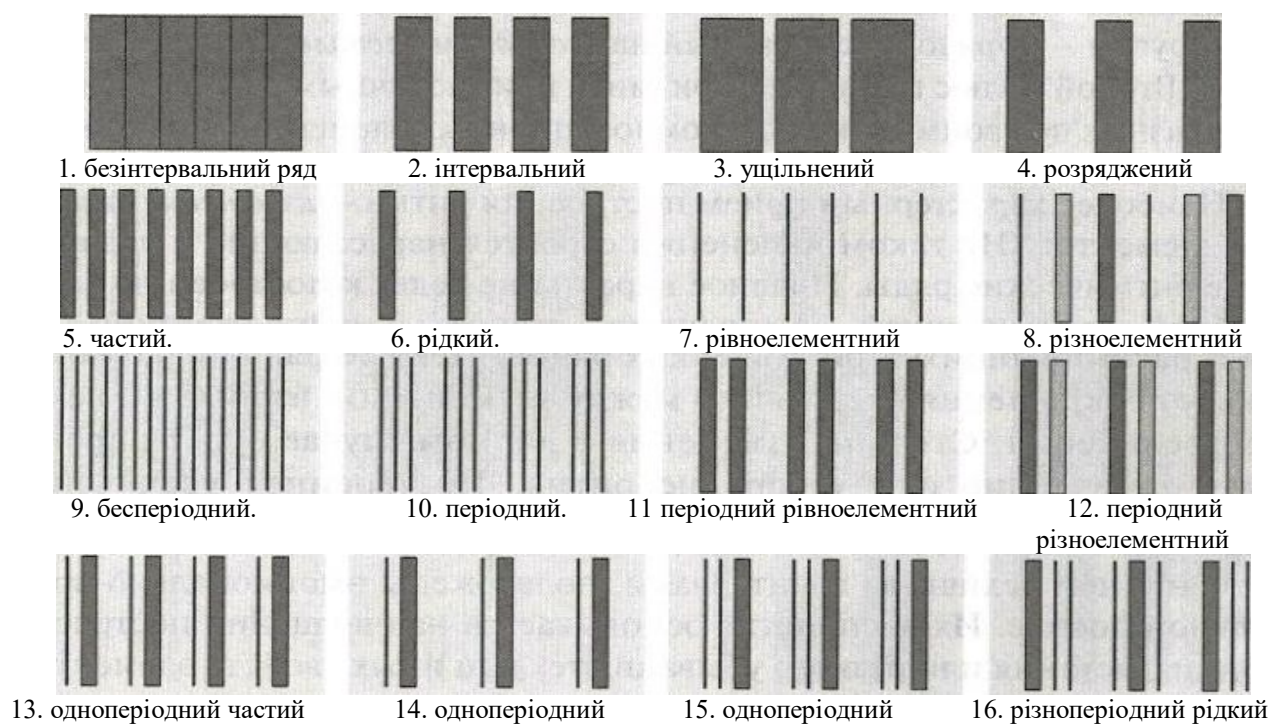 1. безінтервальний ряд 2. інтервальний 3. ущільнений 4. розряджений
5. частий. 6. рідкий. 7. рівноелементний 8. різноелементний
9. бесперіодний. 10. періодний. 11 періодний рівноелементний 12. періодний
різноелементний
13. одноперіодний частий 14. одноперіодний 15. одноперіодний 16. різноперіодний рідкий